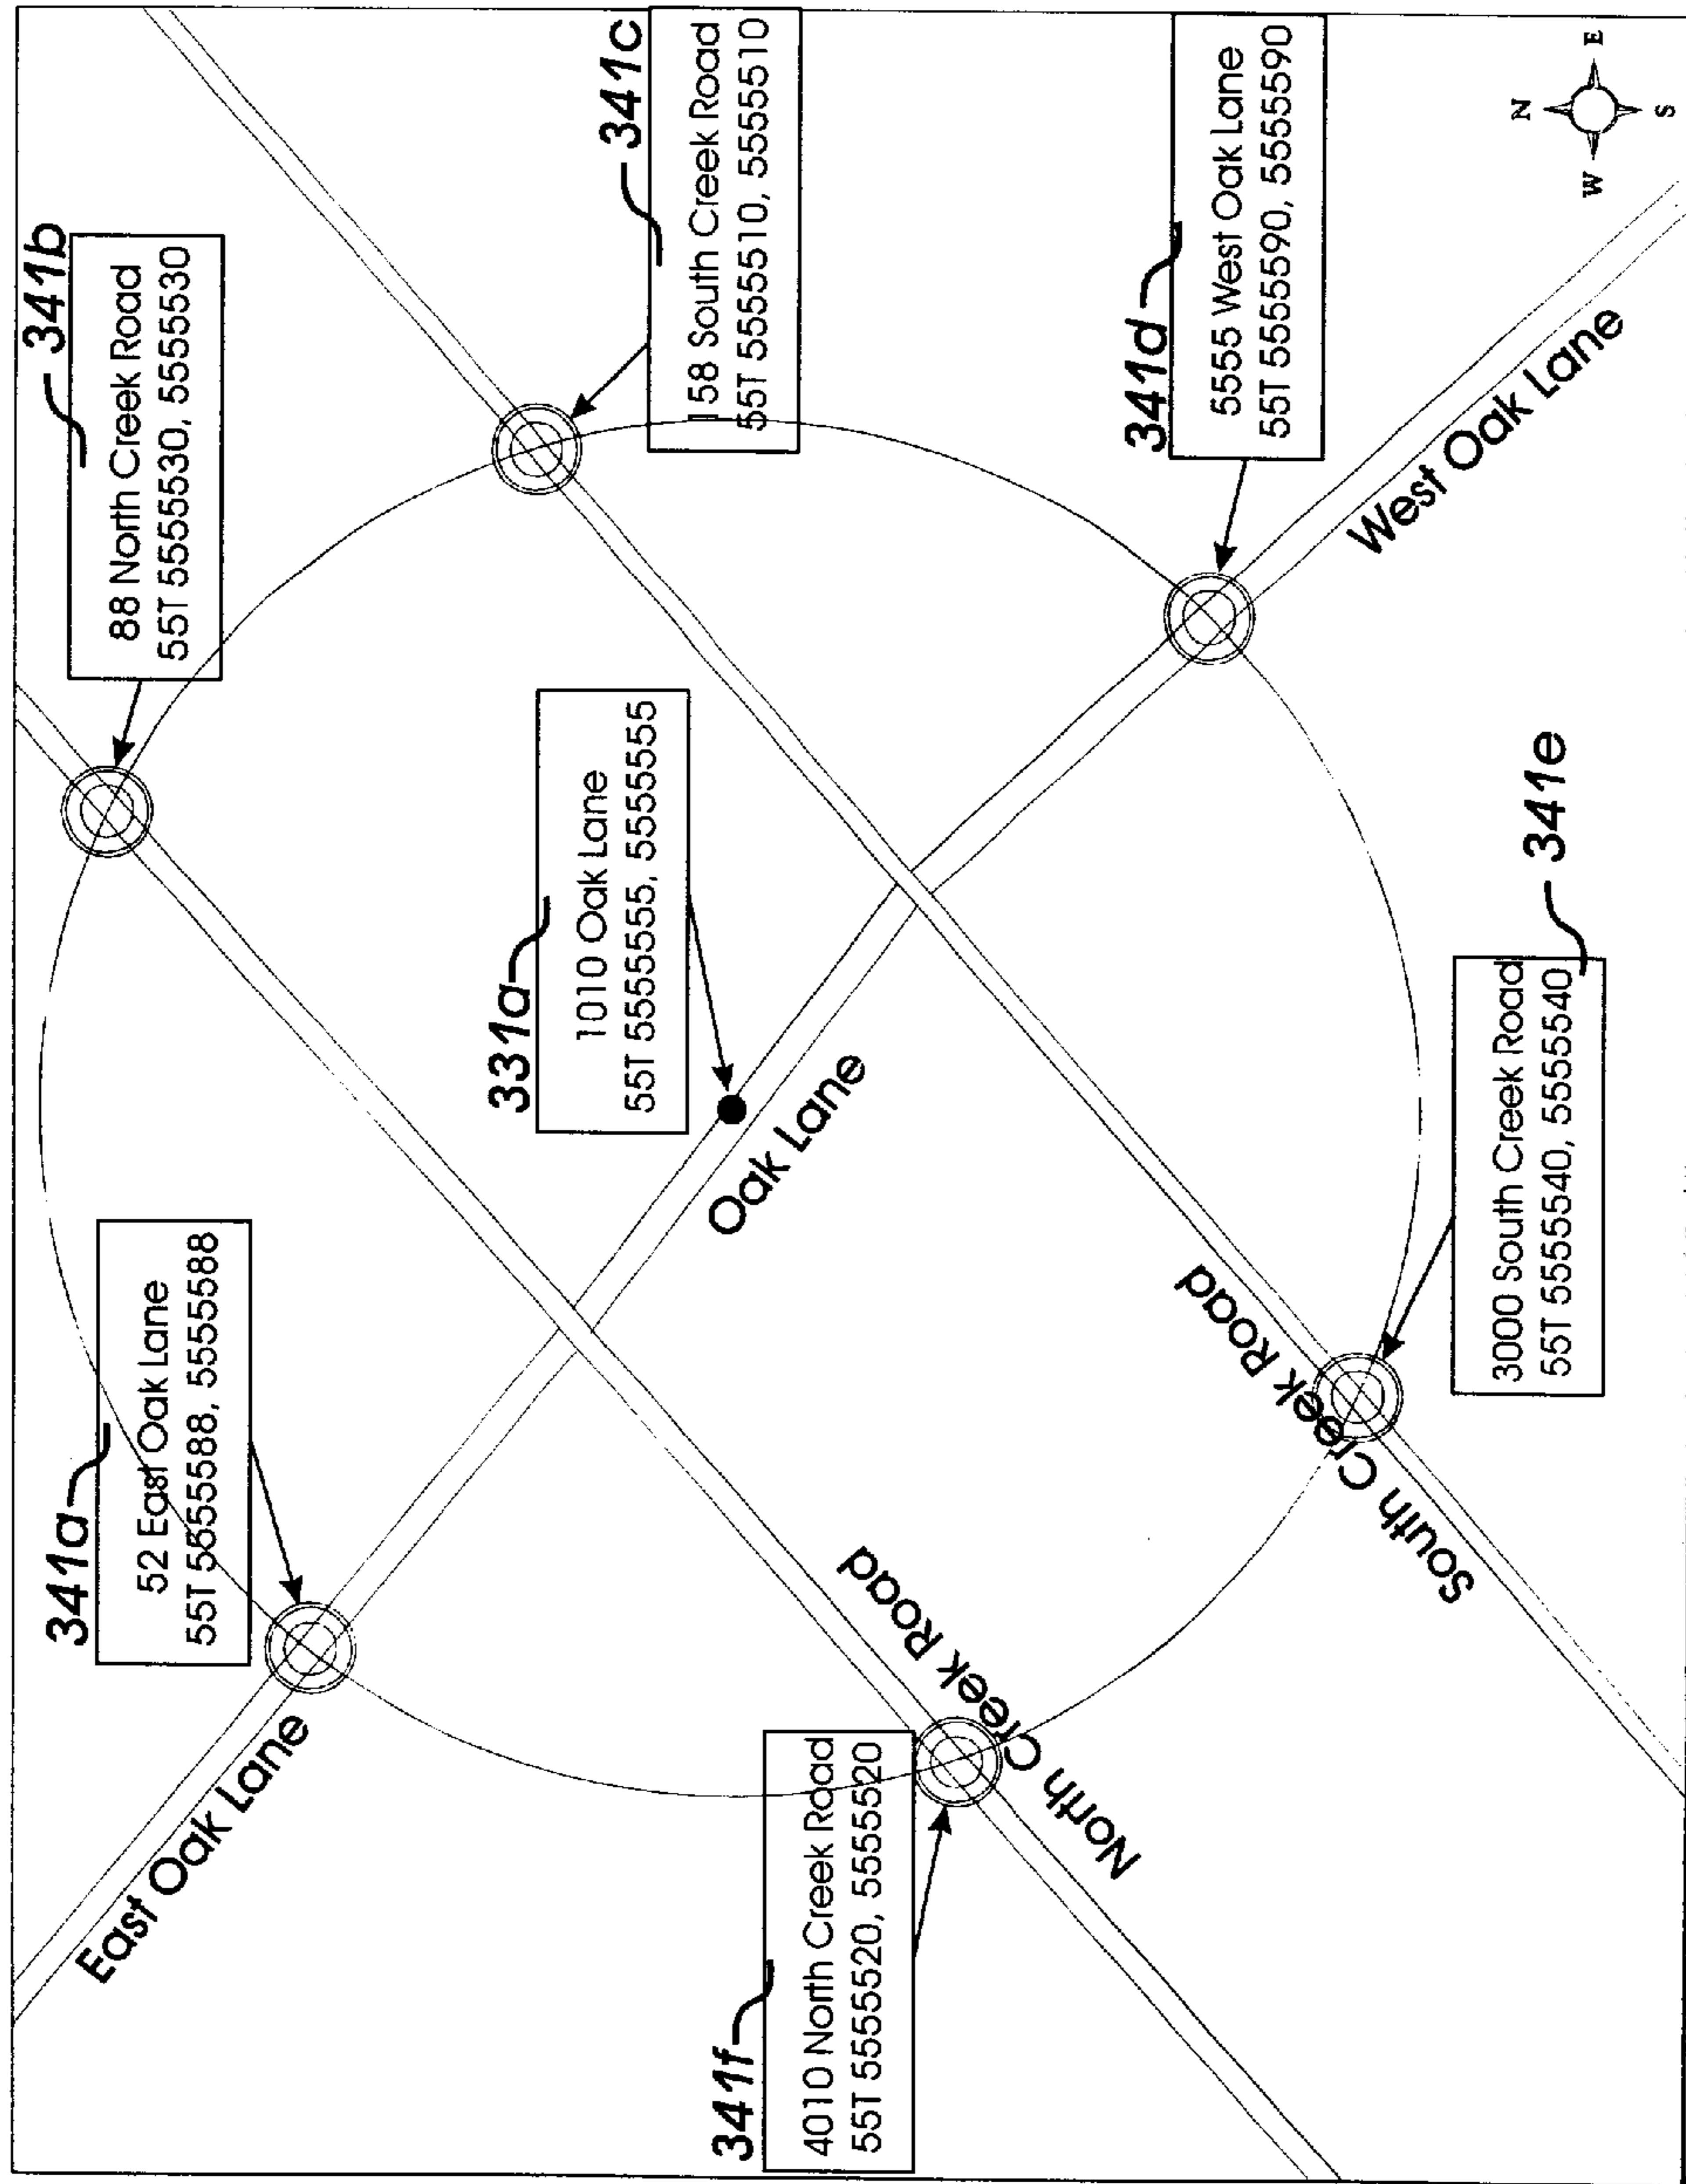 341b
88 North Creek Road
55T 5555530, 5555530
341a
52 East Oak Lane
55T 5555588, 5555588
East Oak Lane
341c
158 South Creek Road
55T 5555510, 5555510
331a
1010 Oak Lane
55T 5555555, 5555555
341f
4010 North Creek Road
55T 5555520, 5555520
Oak Lane
North Creek Road
341d
5555 West Oak Lane
55T 5555590, 5555590
South Creek Road
West Oak Lane
341e
3000 South Creek Road
55T 5555540, 5555540
N
W E
S